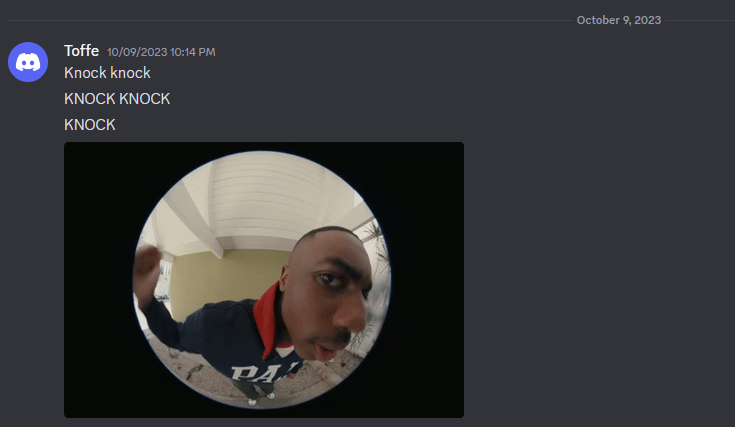 October 9, 2023
Toffe 10/09/2023 10:14 PM
Knock knock
KNOCK KNOCK
KNOCK